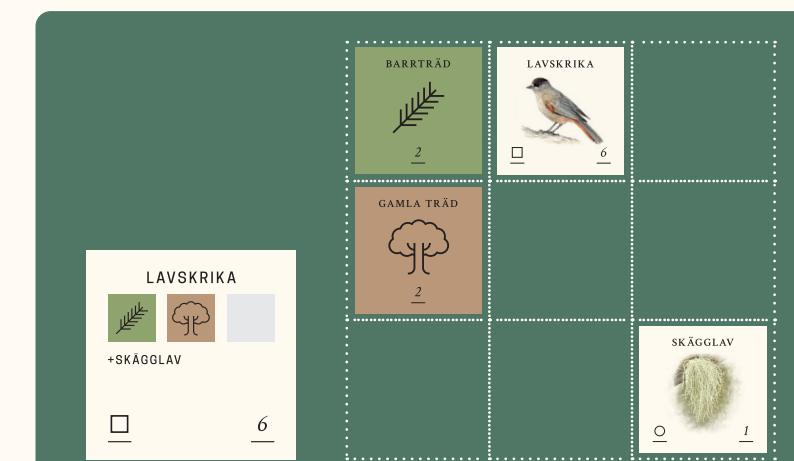 BARRTRÄD
2
LAVSKRIKA
6
GAMLA TRÄD
2
LAVSKRIKA
+SKÄGGLAV
6
SKÄGGLAV
1